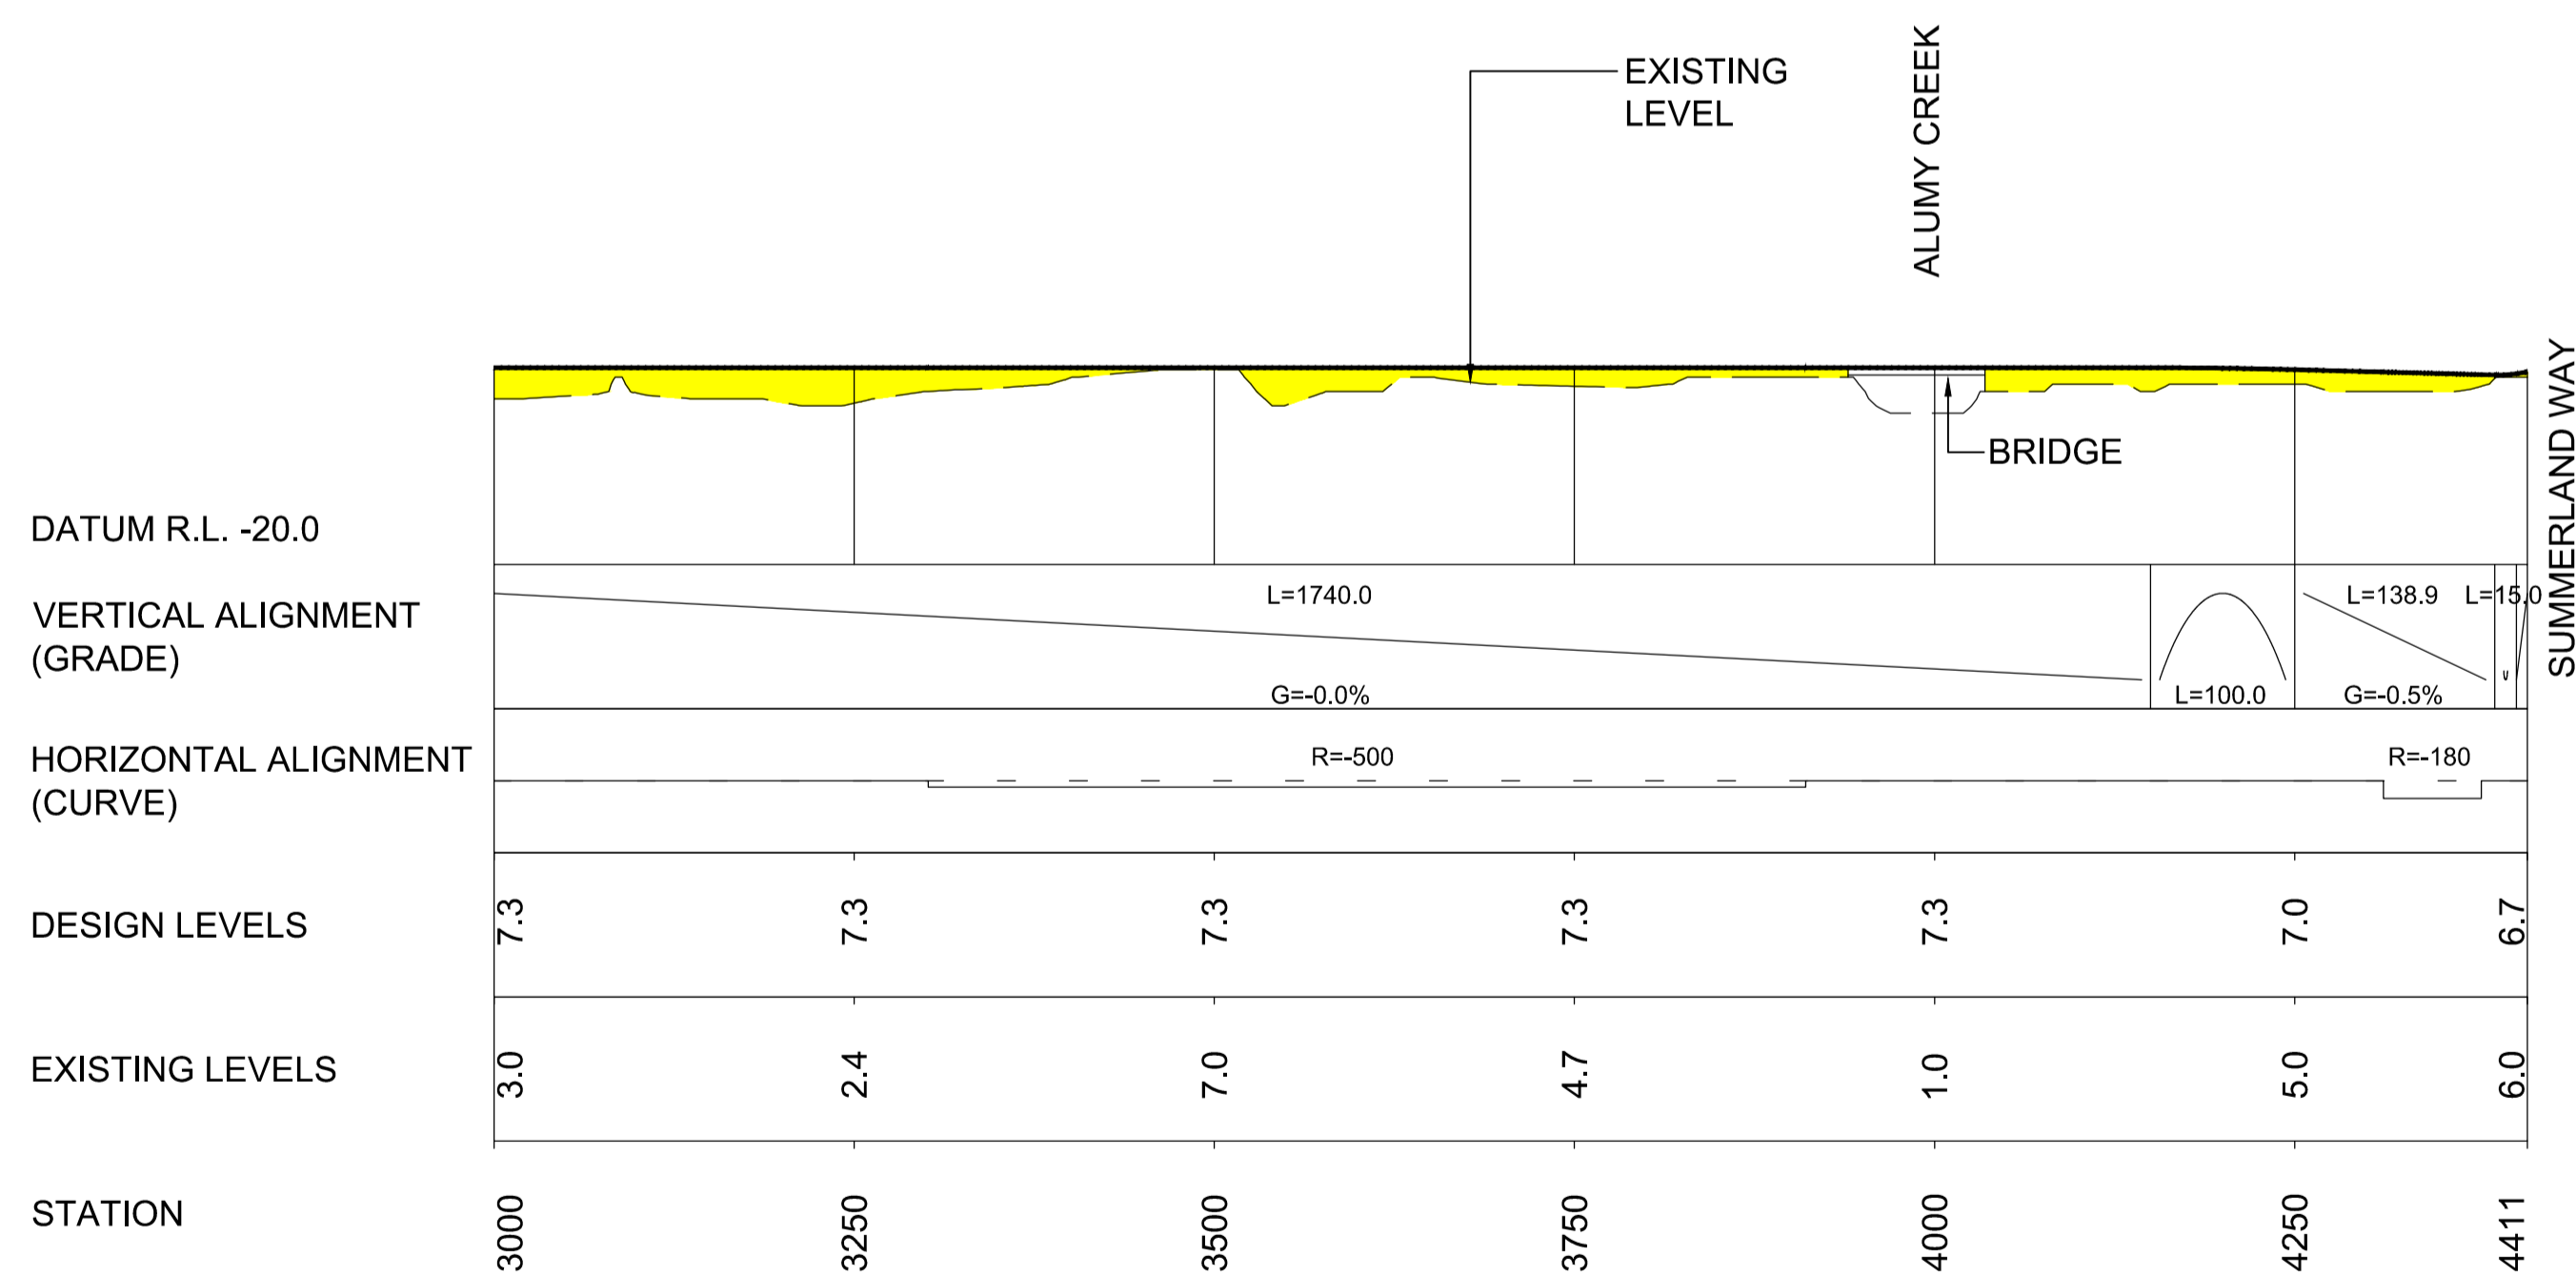 EXISTING
LEVEL
ALUMY CREEK
BRIDGE
SUMMERLAND WAY
DATUM R.L. -20.0
VERTICAL ALIGNMENT
(GRADE)
L=1740.0
G=-0.0%
L=100.0
L=138.9
G=-0.5%
L=15.0
HORIZONTAL ALIGNMENT
(CURVE)
R=-500
R=-180
DESIGN LEVELS
7.3
7.3
7.3
7.3
7.3
7.0
6.7
EXISTING LEVELS
3.0
2.4
7.0
4.7
1.0
5.0
6.0
STATION
3000
3250
3500
3750
4000
4250
4411